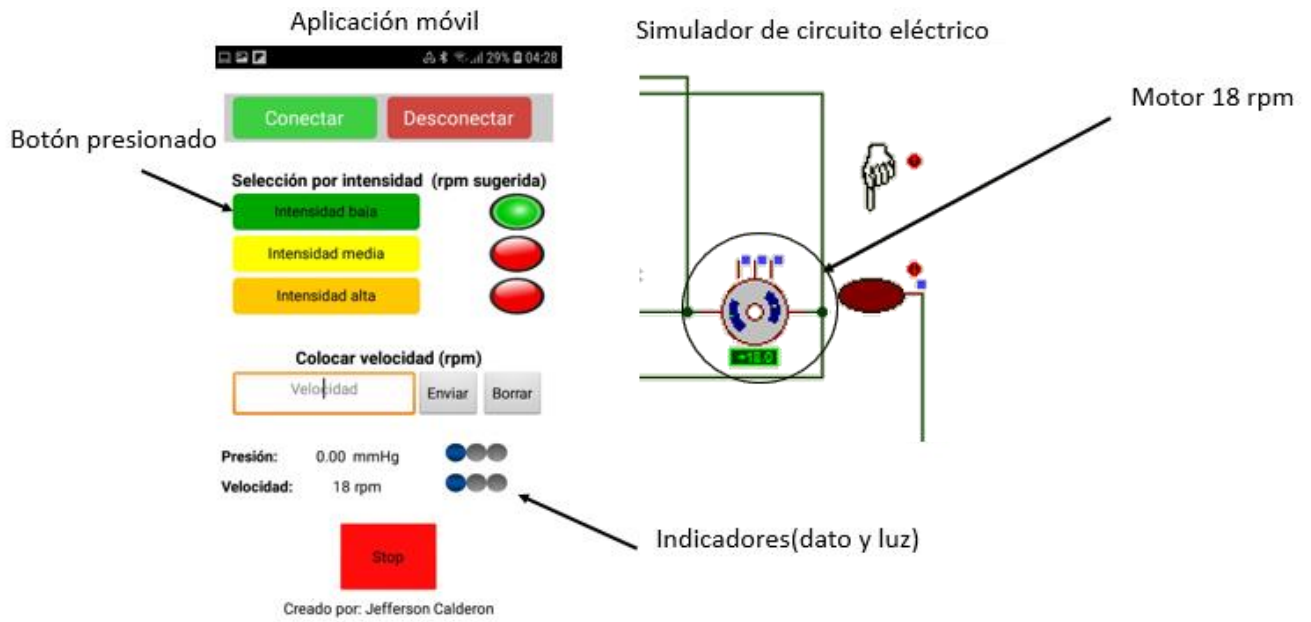 Aplicación móvil
Simulador de circuito eléctrico
29% 04:28
Motor 18 rpm
Conectar Desconectar
Botón presionado
Selección por intensidad (rpm sugerida)
Intensidad baja
Intensidad media
Intensidad alta
+18.0
Colocar velocidad (rpm)
Velocidad Enviar Borrar
Presión: 0.00 mmHg
Velocidad: 18 rpm
Indicadores(dato y luz)
Stop
Creado por: Jefferson Calderon